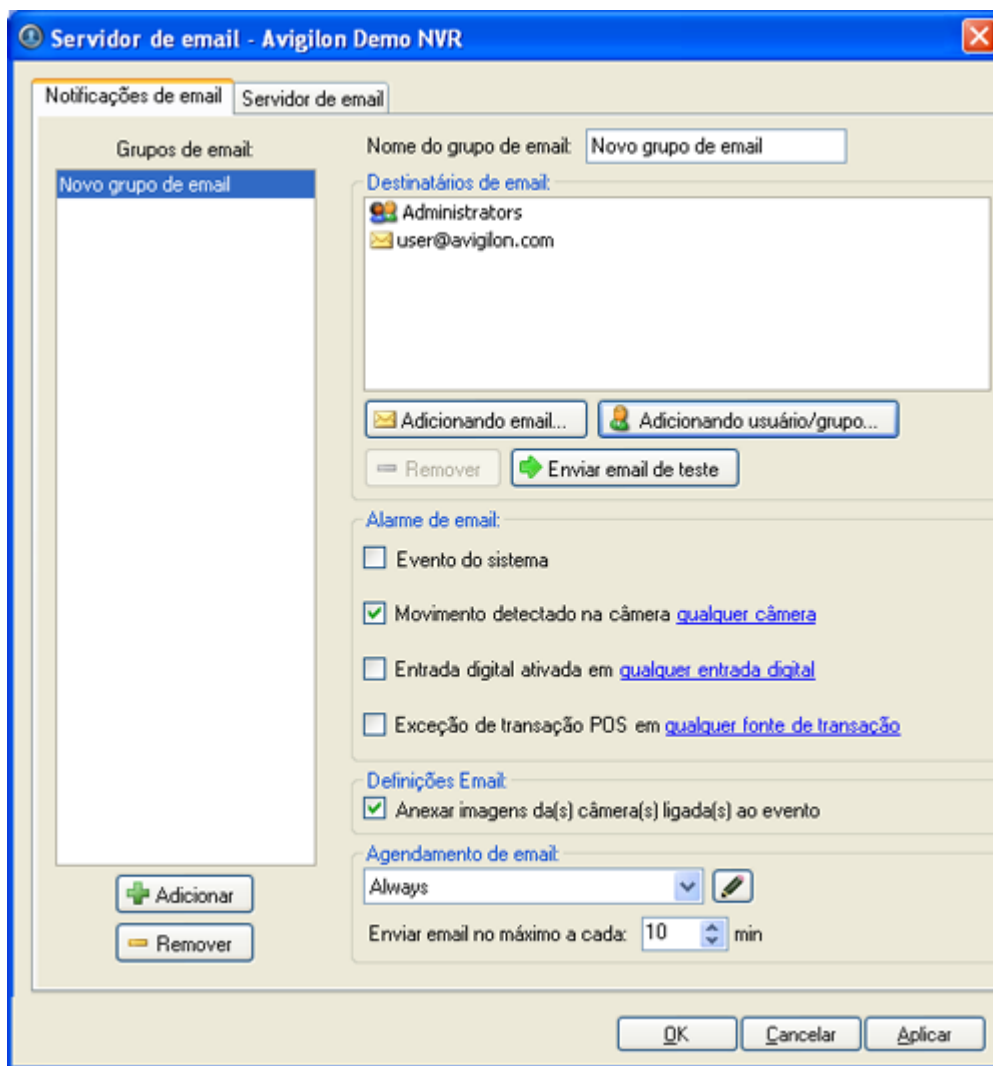 Servidor de email - Avigilon Demo NVR
Notificações de email
Servidor de email
Grupos de email:
Novo grupo de email
Adicionar
Remover
Nome do grupo de email: Novo grupo de email
Destinatários de email:
Administrators
user@avigilon.com
Adicionando email... Adicionando usuário/grupo...
Remover Enviar email de teste
Alarme de email:
Evento do sistema
Movimento detectado na câmera qualquer câmera
Entrada digital ativada em qualquer entrada digital
Exceção de transação POS em qualquer fonte de transação
Definições Email:
Anexar imagens da(s) câmera(s) ligada(s) ao evento
Agendamento de email:
Always
Enviar email no máximo a cada: 10 min
OK Cancelar Aplicar